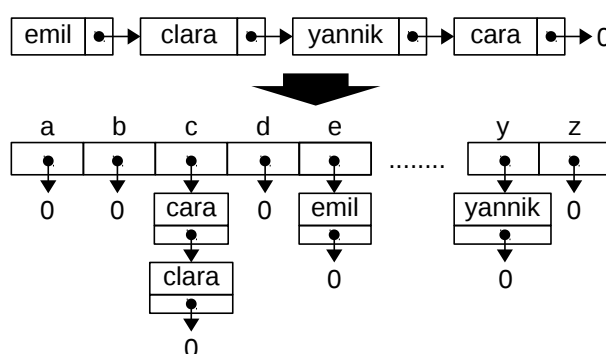 emil clara yannik cara 0
a b c d e y z
........
0 0 cara 0 emil yannik 0
clara 0 0
0